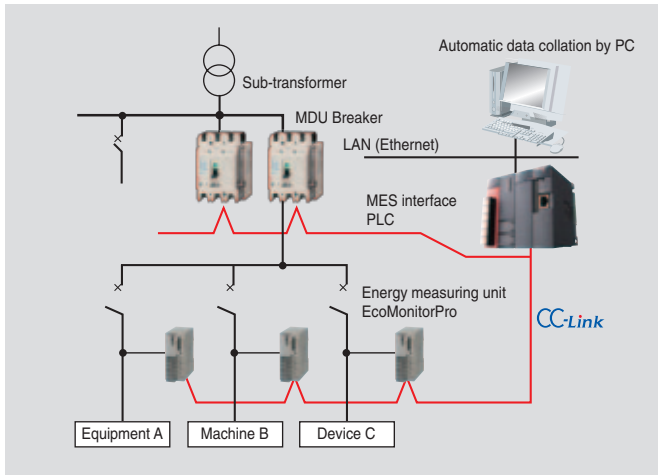 Automatic data collation by PC
Sub-transformer
MDU Breaker
LAN (Ethernet)
MES interface
PLC
Energy measuring unit
EcoMonitorPro
CC-Link
Equipment A
Machine B
Device C